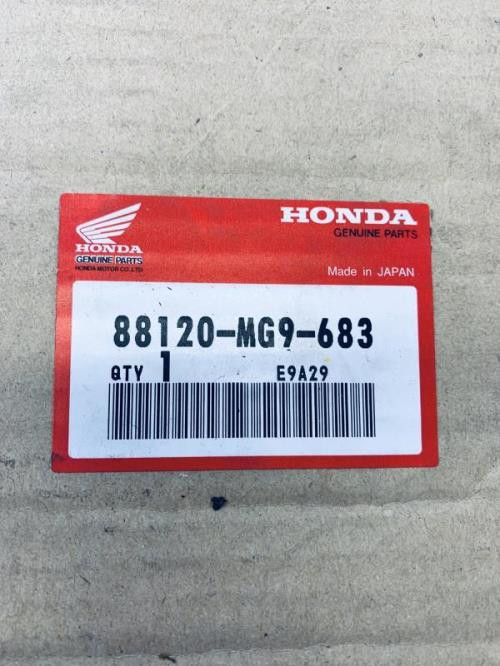 HONDA
GENUINE PARTS
HONDA MOTOR CO.,LTD
HONDA
GENUINE PARTS
Made in JAPAN
88120-MG9-683
QTY 1 E9A29